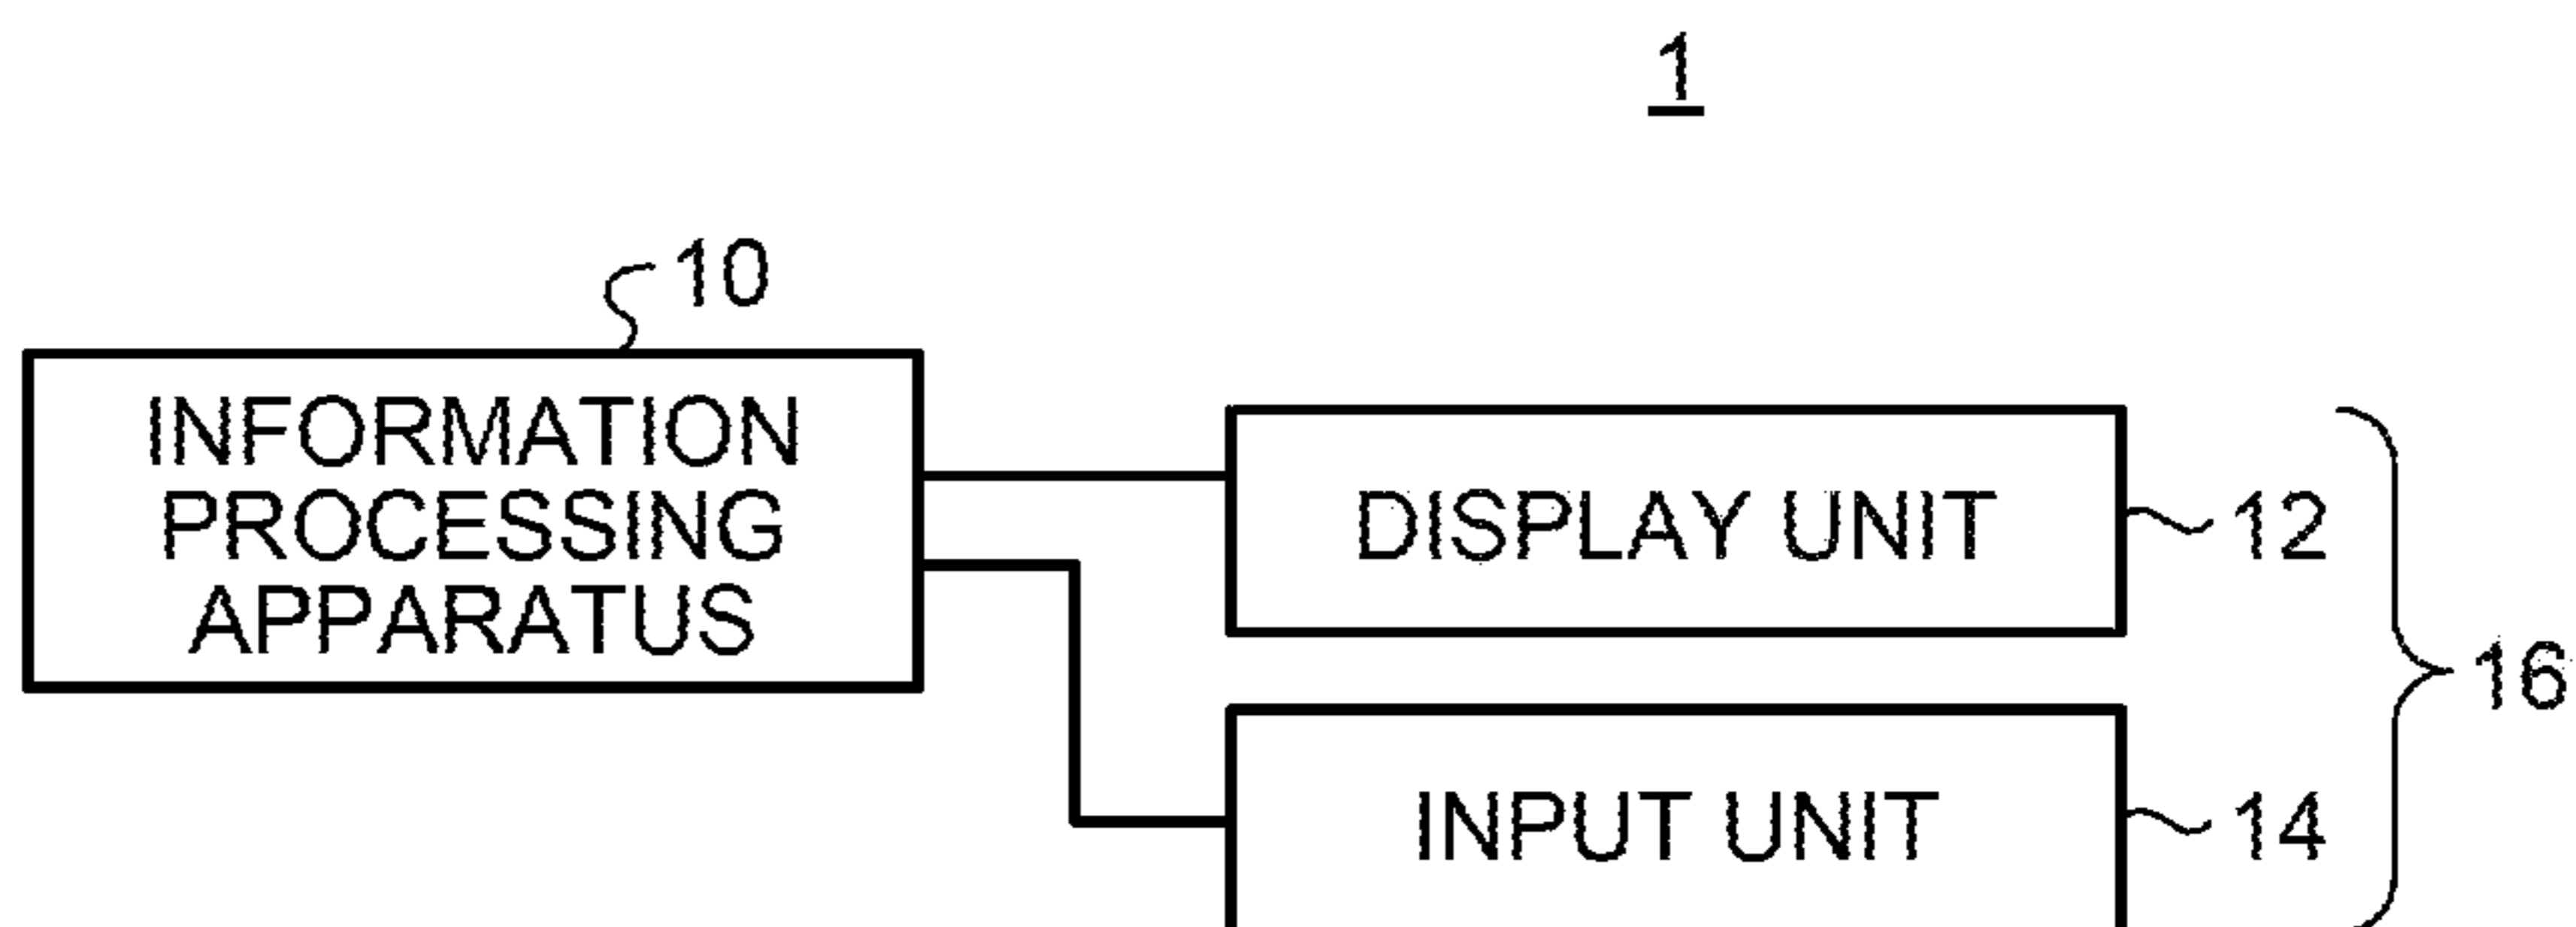 1
10
INFORMATION
PROCESSING
APPARATUS
DISPLAY UNIT
12
16
INPUT UNIT
14